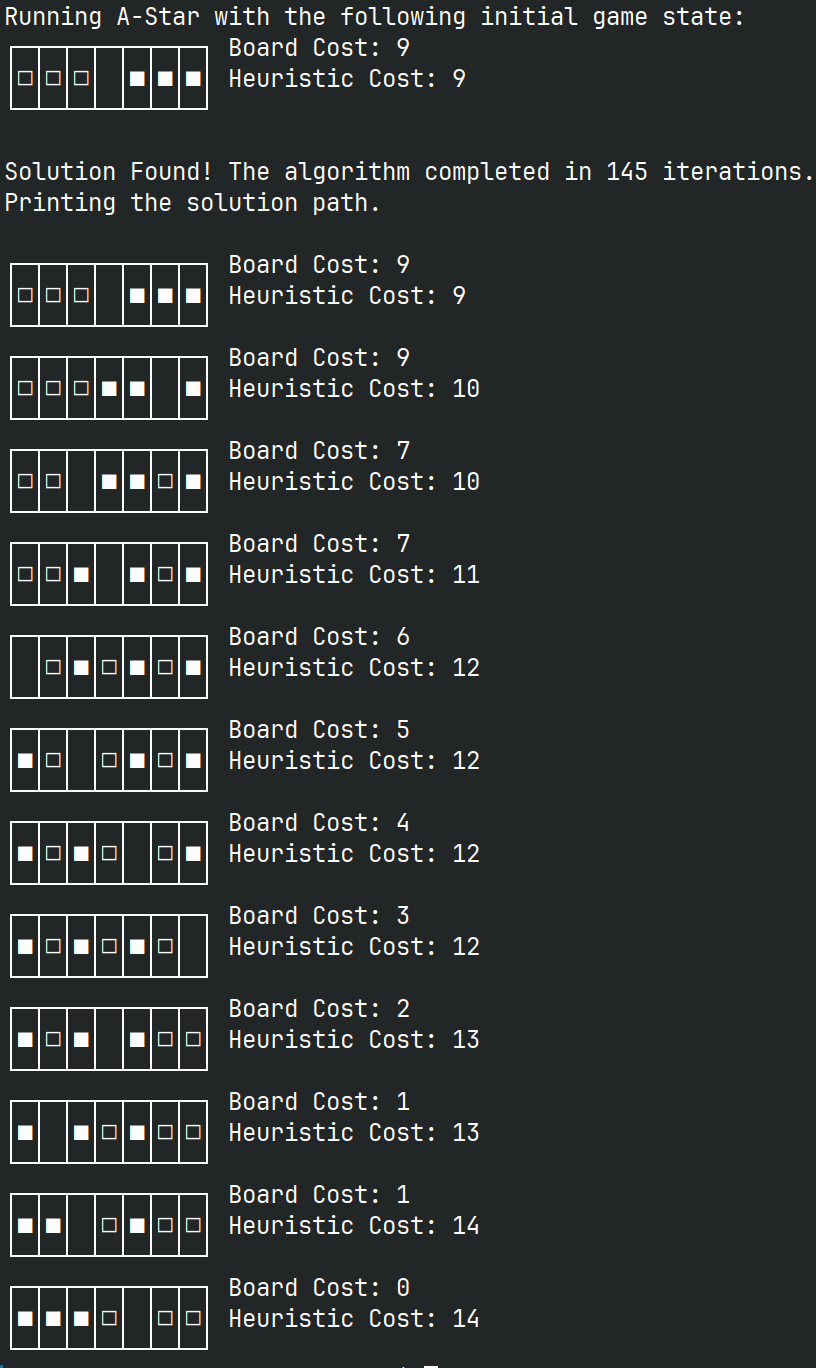 Running A-Star with the following initial game state:
Board Cost: 9
□ □ □   ■ ■ ■ Heuristic Cost: 9
Solution Found! The algorithm completed in 145 iterations.
Printing the solution path.
Board Cost: 9
□ □ □   ■ ■ ■ Heuristic Cost: 9
Board Cost: 9
□ □ □ ■ ■   ■ Heuristic Cost: 10
Board Cost: 7
□ □   ■ ■ □ ■ Heuristic Cost: 10
Board Cost: 7
□ □ ■   ■ □ ■ Heuristic Cost: 11
Board Cost: 6
  □ ■ □ ■ □ ■ Heuristic Cost: 12
Board Cost: 5
■ □   □ ■ □ ■ Heuristic Cost: 12
Board Cost: 4
■ □ ■ □   □ ■ Heuristic Cost: 12
Board Cost: 3
■ □ ■ □ ■ □   Heuristic Cost: 12
Board Cost: 2
■ □ ■   ■ □ □ Heuristic Cost: 13
Board Cost: 1
■   ■ □ ■ □ □ Heuristic Cost: 13
Board Cost: 1
■ ■   □ ■ □ □ Heuristic Cost: 14
Board Cost: 0
■ ■ ■ □   □ □ Heuristic Cost: 14